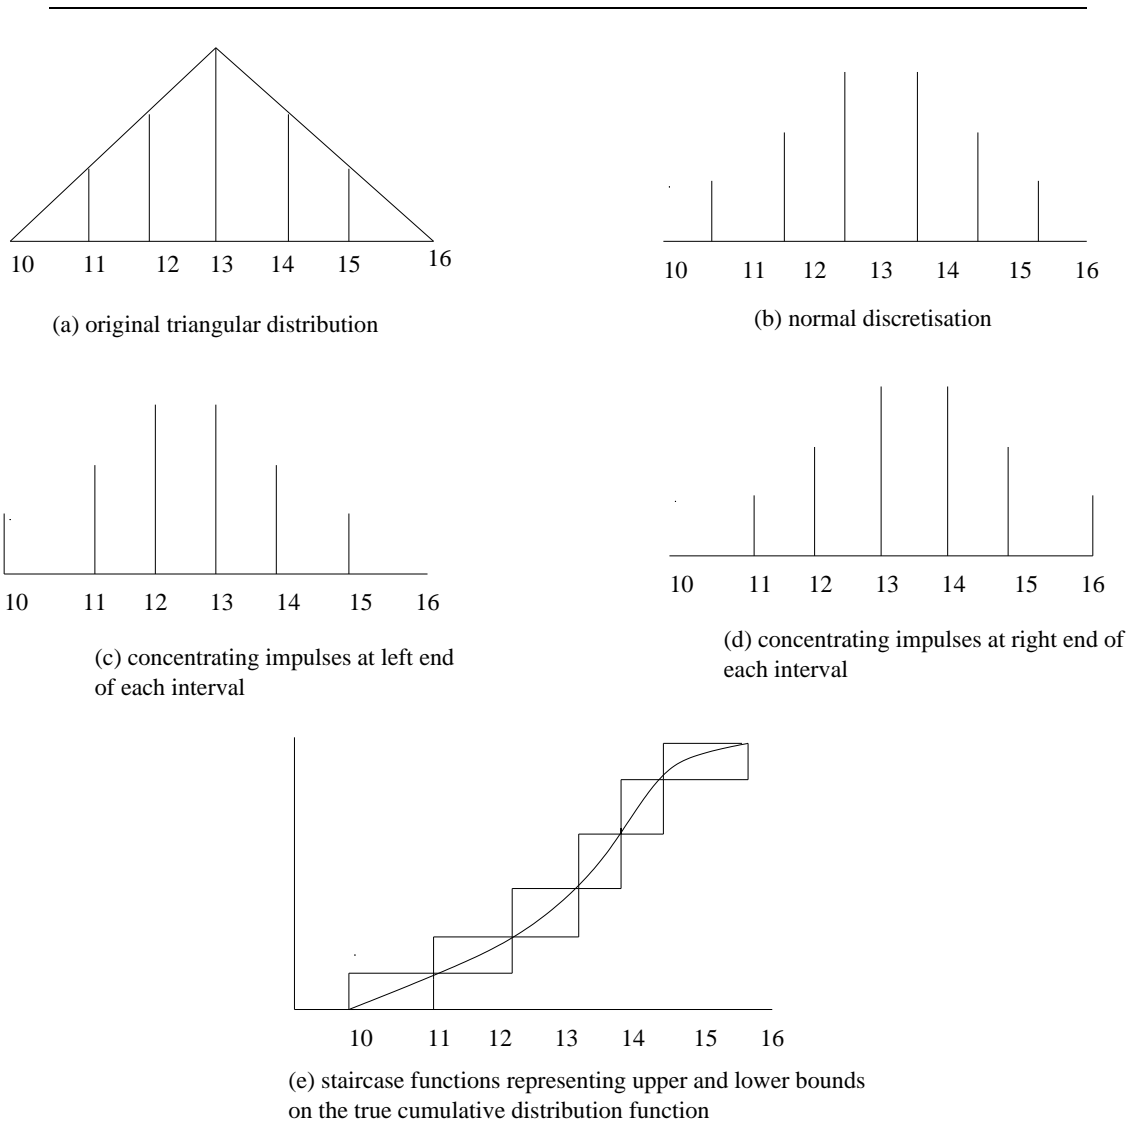 10 11 12 13 14 15 16
(a) original triangular distribution
10 11 12 13 14 15 16
(b) normal discretisation
10 11 12 13 14 15 16
(c) concentrating impulses at left end
of each interval
10 11 12 13 14 15 16
(d) concentrating impulses at right end of
each interval
10 11 12 13 14 15 16
(e) staircase functions representing upper and lower bounds
on the true cumulative distribution function